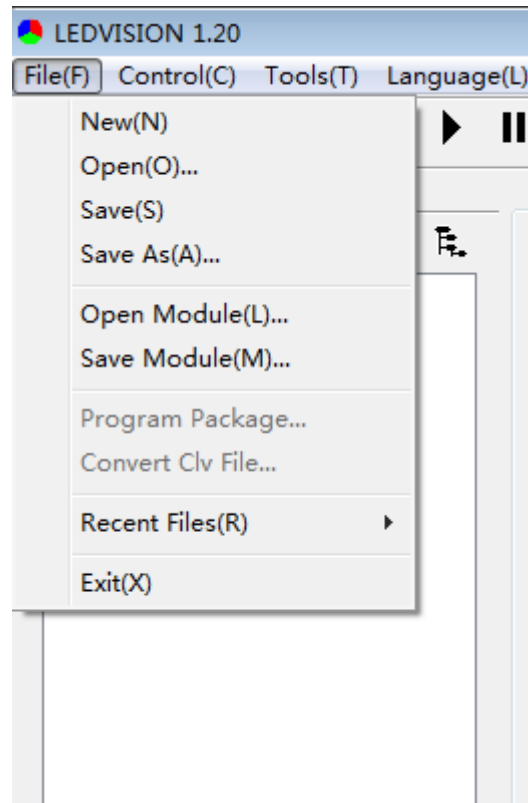 LEDVISION 1.20
File(F) Control(C) Tools(T) Language(L)
New(N)
Open(O)...
Save(S)
Save As(A)...
Open Module(L)...
Save Module(M)...
Program Package...
Convert Clv File...
Recent Files(R)
Exit(X)